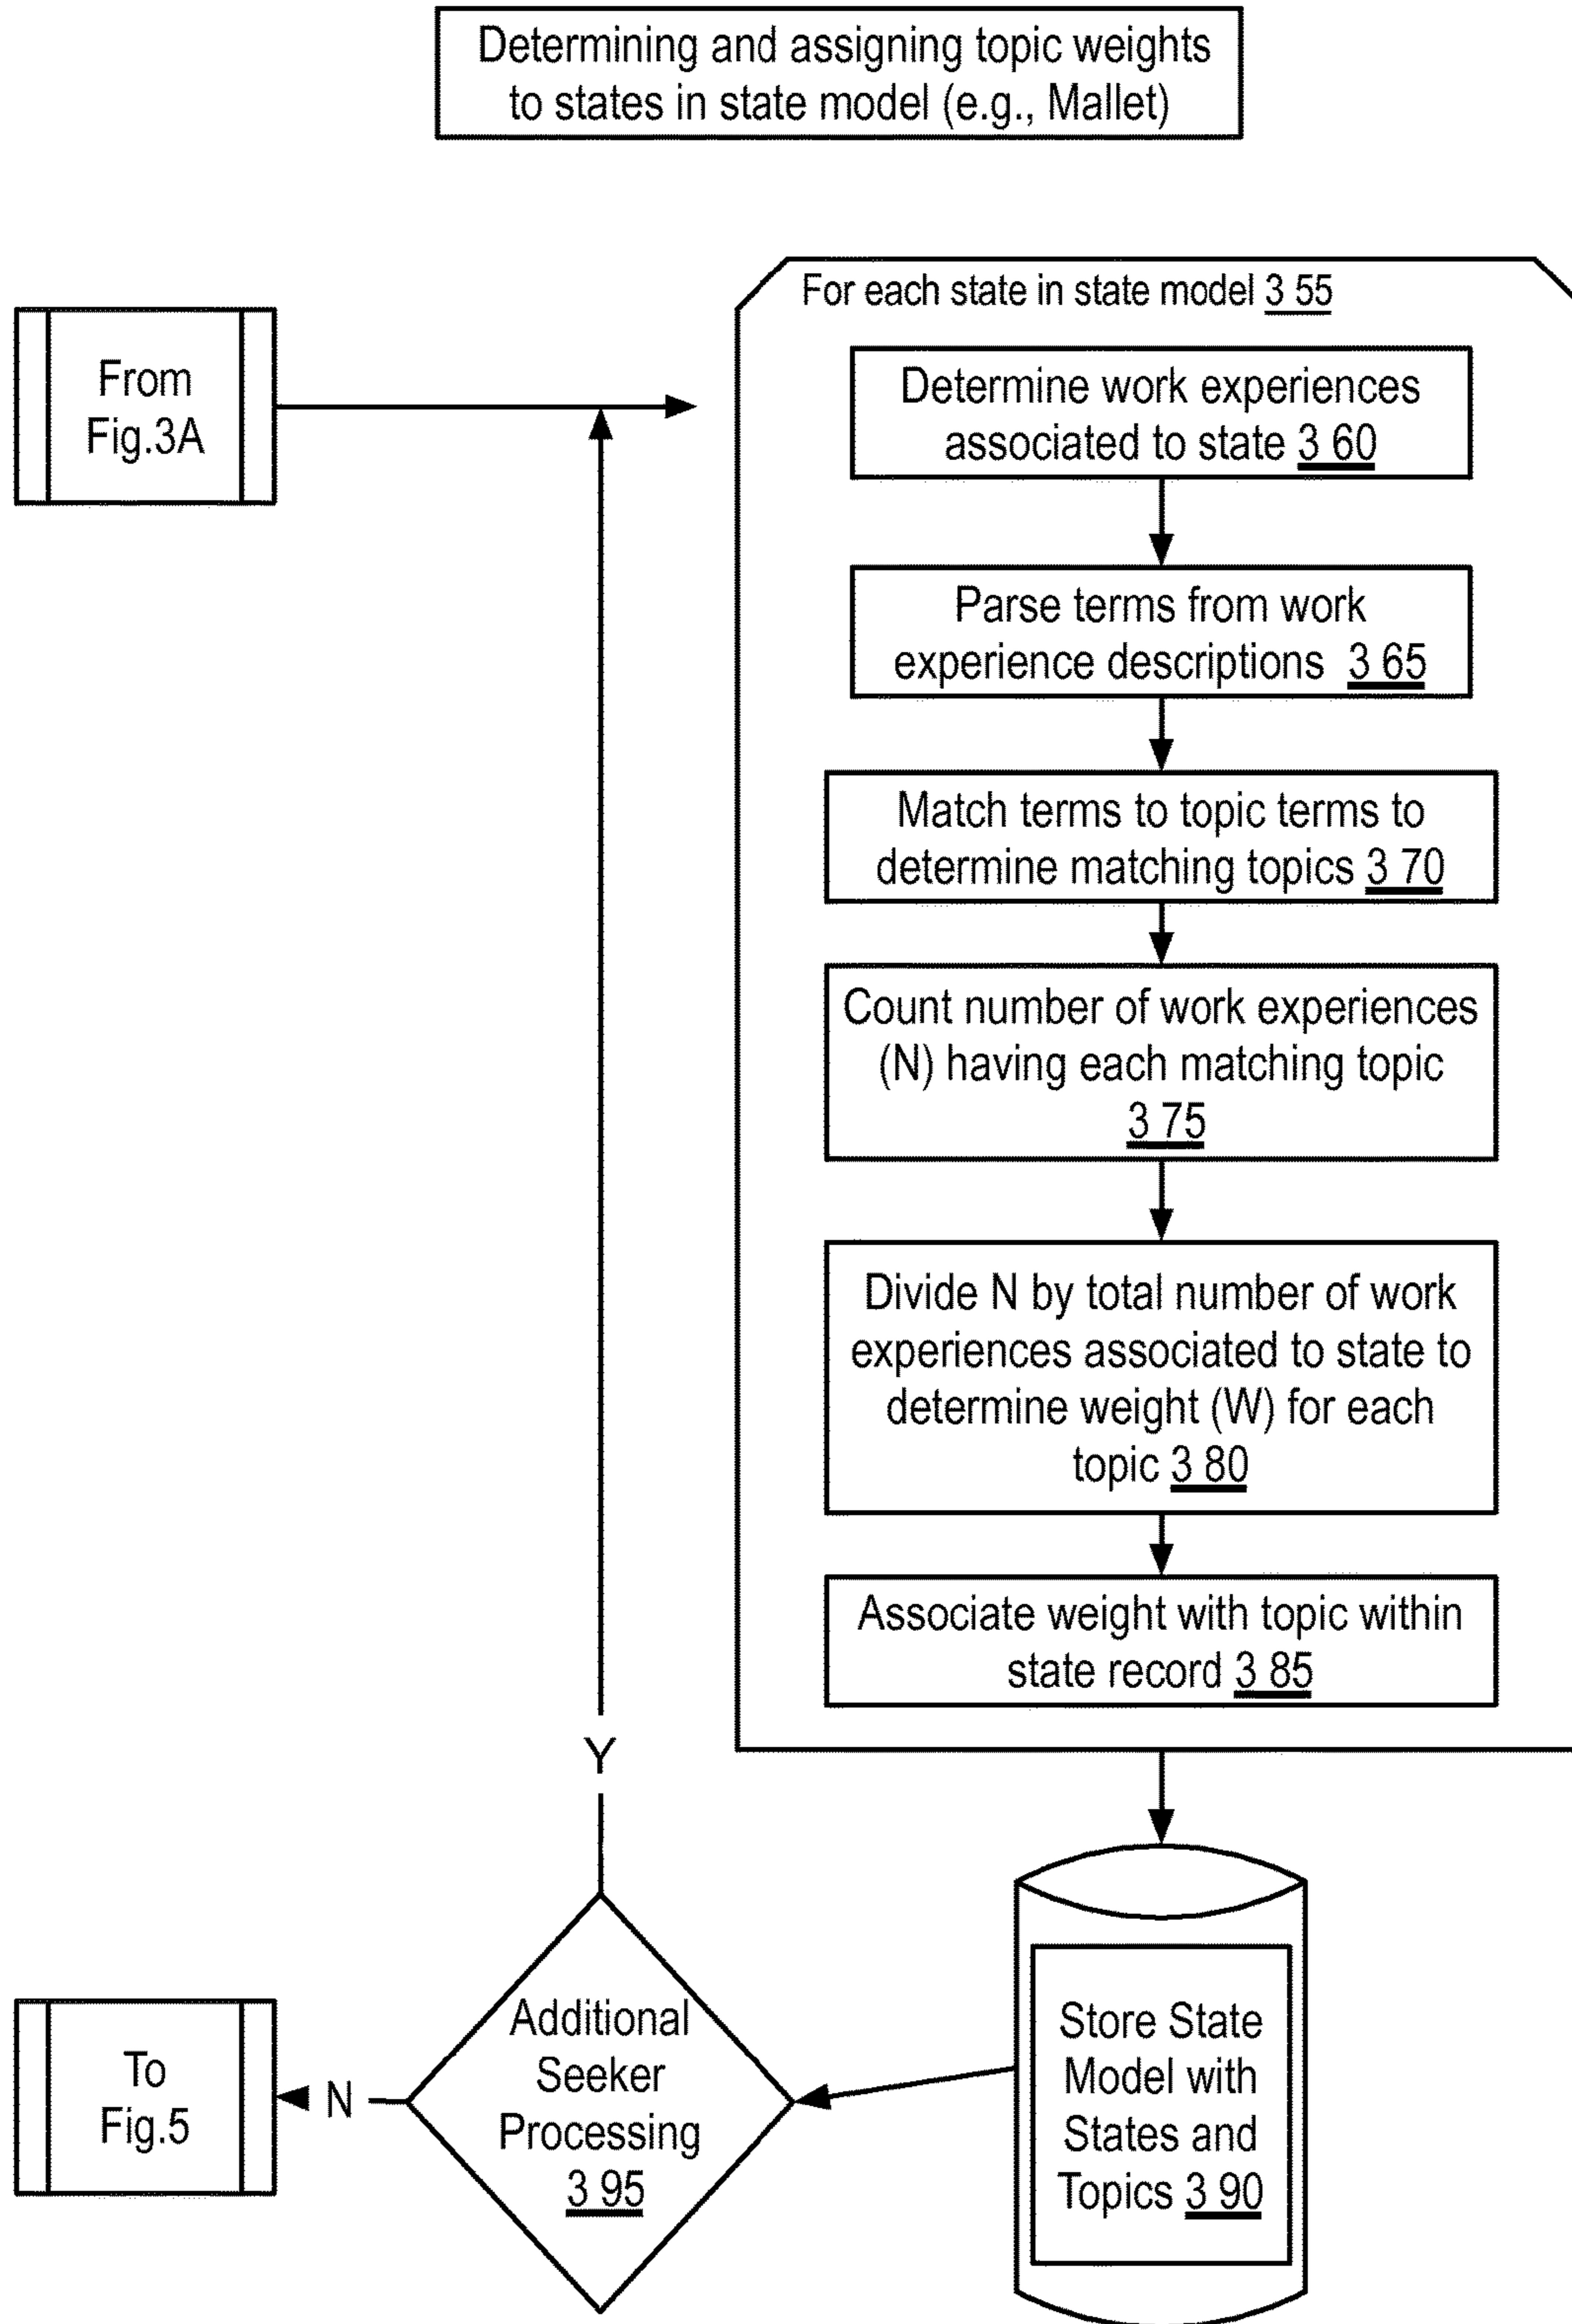 Determining and assigning topic weights
to states in state model (e.g., Mallet)
For each state in state model 3 55
From
Fig.3A
Determine work experiences
associated to state 3 60
Parse terms from work
experience descriptions 3 65
Match terms to topic terms to
determine matching topics 3 70
Count number of work experiences
(N) having each matching topic
3 75
Divide N by total number of work
experiences associated to state to
determine weight (W) for each
topic 3 80
Associate weight with topic within
state record 3 85
Y
Store State
Model with
States and
Topics 3 90
Additional
Seeker
Processing
3 95
N
To
Fig.5